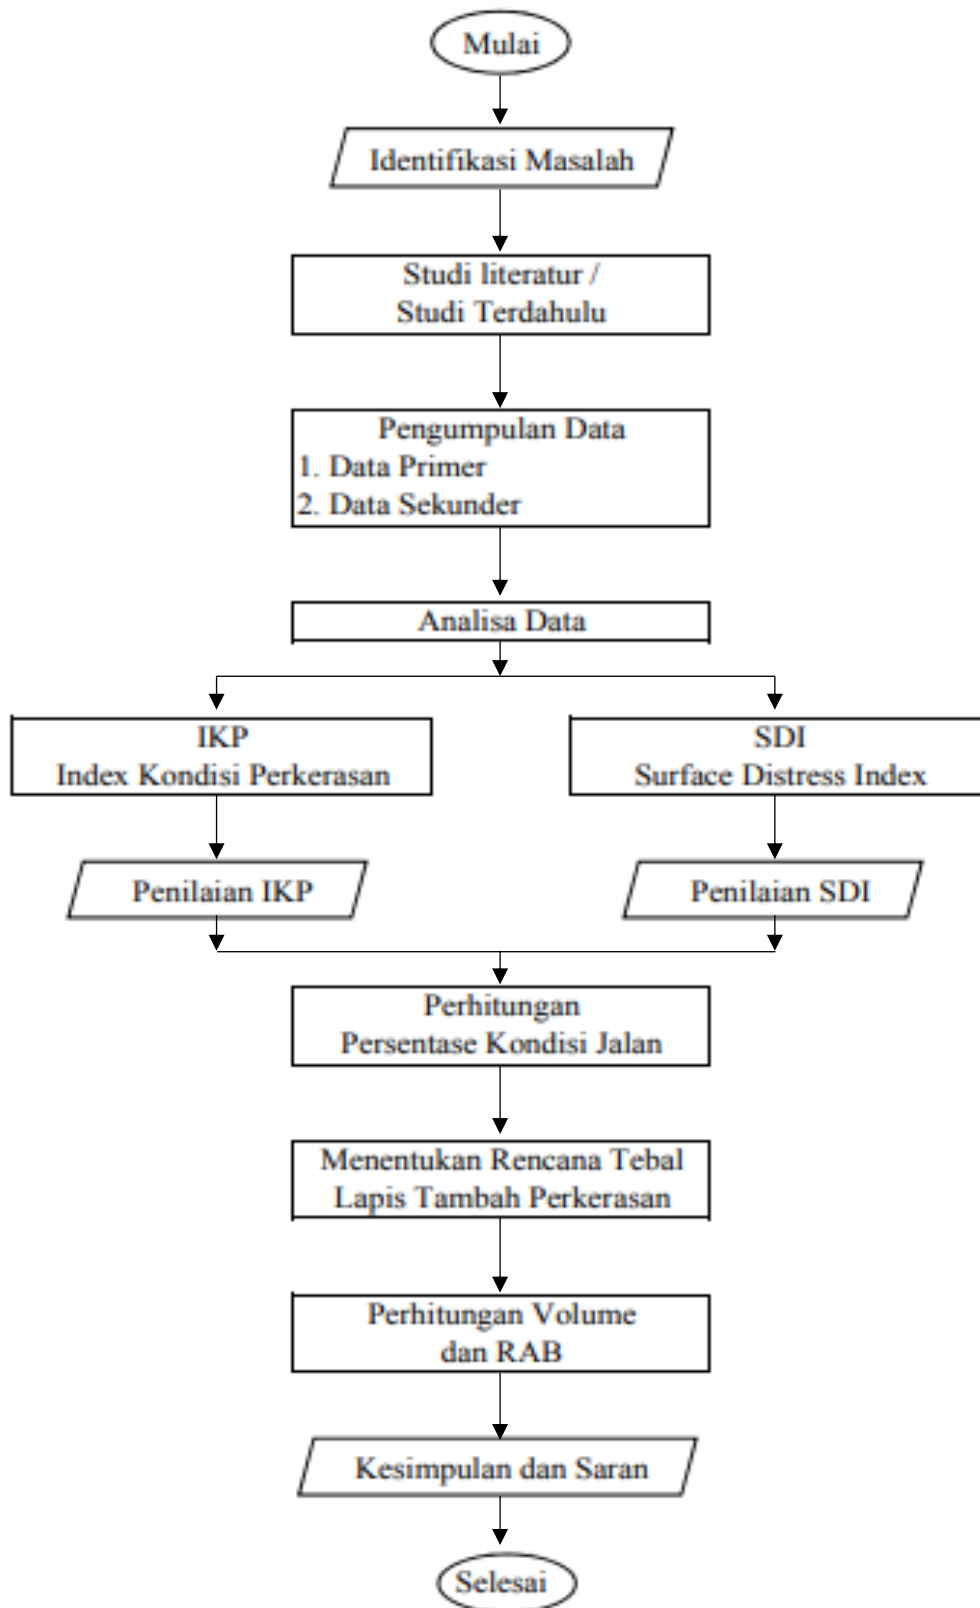 Mulai
Identifikasi Masalah
Studi literatur /
Studi Terdahulu
Pengumpulan Data
1. Data Primer
2. Data Sekunder
Analisa Data
IKP
Index Kondisi Perkerasan
SDI
Surface Distress Index
Penilaian IKP
Penilaian SDI
Perhitungan
Persentase Kondisi Jalan
Menentukan Rencana Tebal
Lapis Tambah Perkerasan
Perhitungan Volume
dan RAB
Kesimpulan dan Saran
Selesai